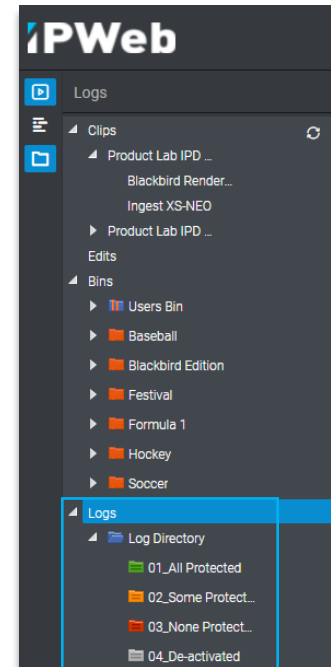 IPWeb
Logs
Clips
Product Lab IPD ...
Blackbird Render...
Ingest XS-NEO
Product Lab IPD ...
Edits
Bins
Users Bin
Baseball
Blackbird Edition
Festival
Formula 1
Hockey
Soccer
Logs
Log Directory
01_All Protected
02_Some Protect...
03_None Protect...
04_De-activated